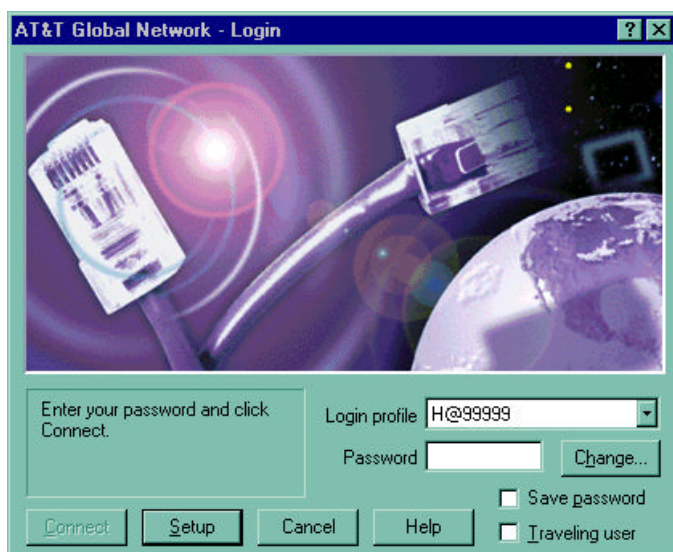 AT&T Global Network - Login
Enter your password and click
Connect.
Login profile H@99999
Password Change...
Save password
Connect Setup Cancel Help
Traveling user